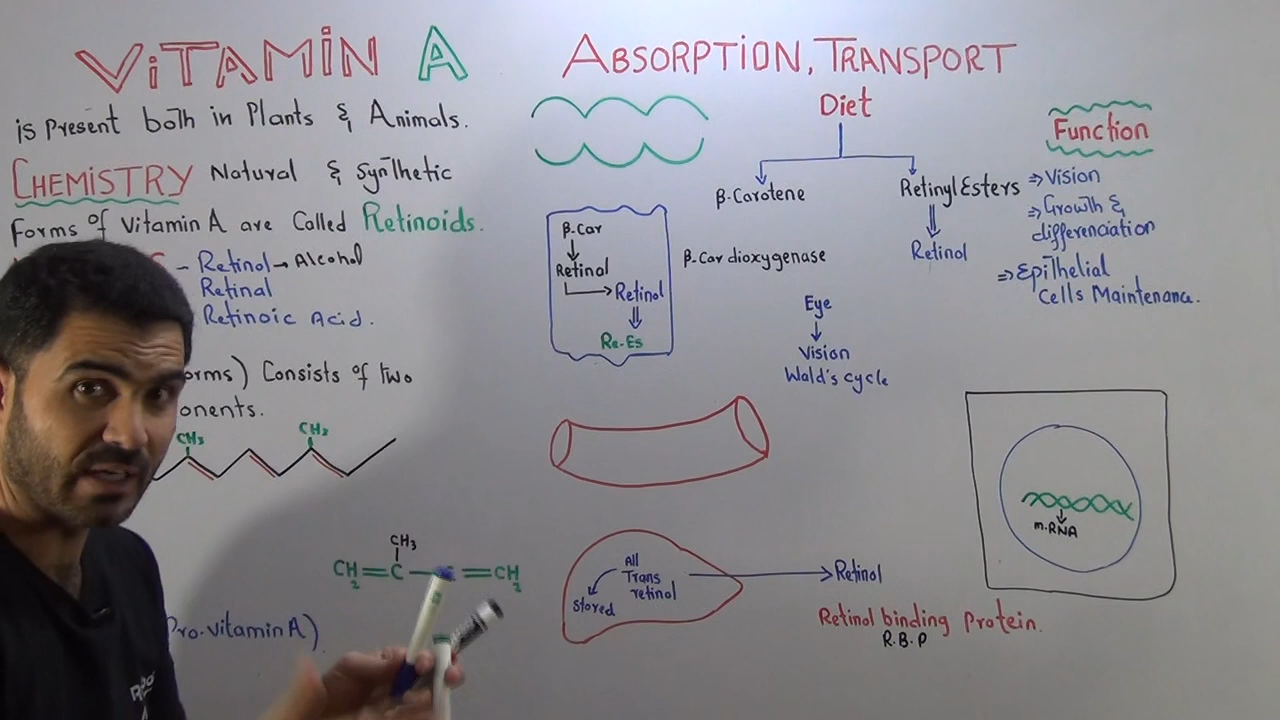 VITAMIN A
is Present both in Plants & Animals.
CHEMISTRY Natural & Synthetic
Forms of Vitamin A are Called Retinoids.
- Retinol → Alcohol
Retinal
Retinoic Acid.
orms) Consists of Two
onents.
CH3 CH3
CH3
CH2=C- =CH2
Pro-vitamin A)
ABSORPTION, TRANSPORT
Diet
β-Carotene
Retinyl Esters
Retinol
β-Car
Retinal
Retinol
Re-Es
β-Car dioxygenase
Eye
Vision
Wald's cycle
All
Trans
retinol
Stored
Retinol
Retinol binding Protein.
R.B.P
Function
⇒ Vision
⇒ Growth &
differenciation
⇒ Epithelial
Cells Maintenance.
m.RNA